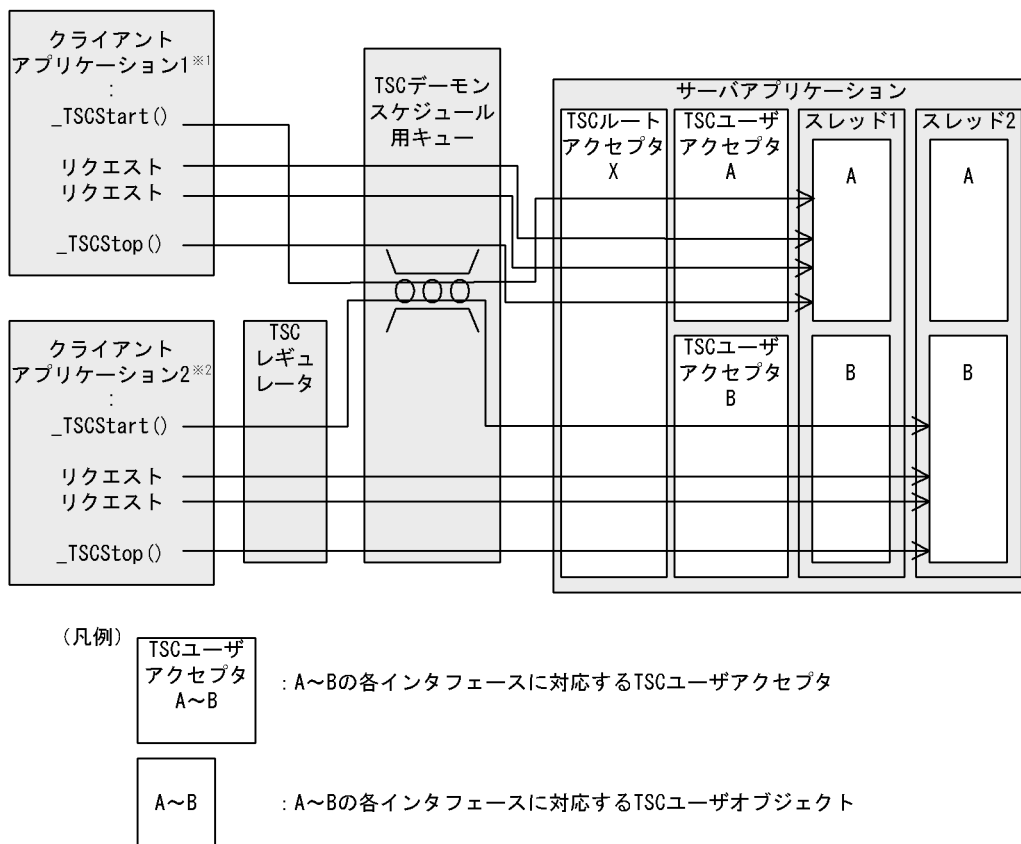 クライアント
アプリケーション1※1
:
_TSCStart()
リクエスト
リクエスト
_TSCStop()
クライアント
アプリケーション2※2
:
_TSCStart()
リクエスト
リクエスト
_TSCStop()
TSC
レギュ
レータ
TSCデーモン
スケジュール
用キュー
サーバアプリケーション
TSCルート
アクセプタ
X
TSCユーザ
アクセプタ
A
TSCユーザ
アクセプタ
B
スレッド1
A
B
スレッド2
A
B
(凡例)
TSCユーザ
アクセプタ
A～B
:A～Bの各インタフェースに対応するTSCユーザアクセプタ
A～B
:A～Bの各インタフェースに対応するTSCユーザオブジェクト